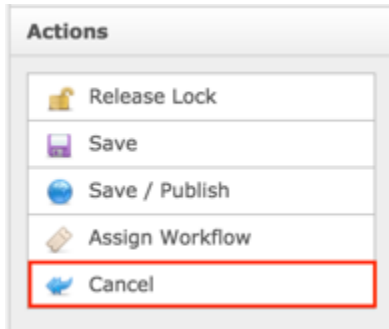 Actions
Release Lock
Save
Save / Publish
Assign Workflow
Cancel